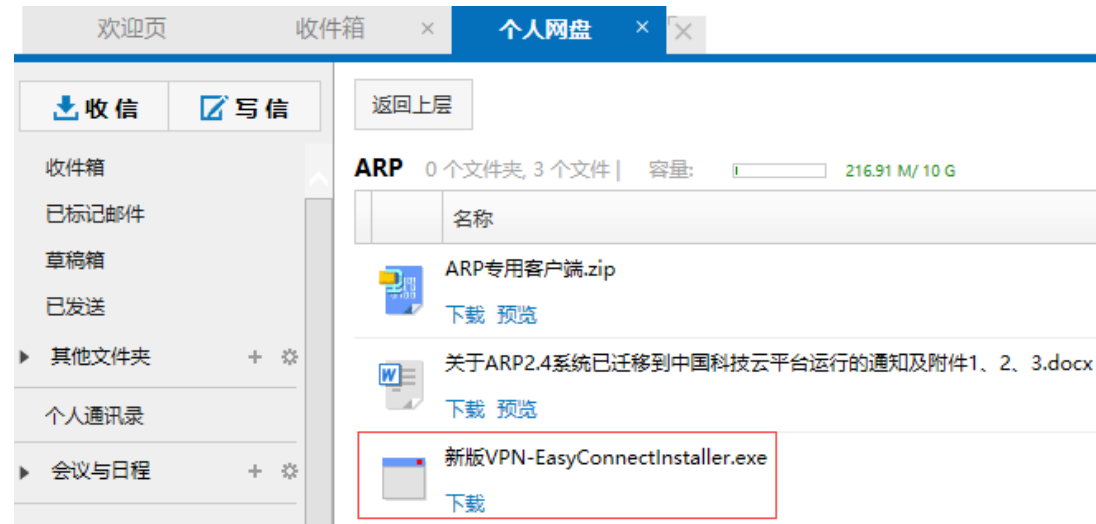 欢迎页 收件箱 × 个人网盘 × ×
收信 写信
返回上层
收件箱
已标记邮件
草稿箱
已发送
其他文件夹 +
个人通讯录
会议与日程 +
ARP 0 个文件夹, 3 个文件 | 容量: 216.91 M/ 10 G
名称
ARP专用客户端.zip
下载 预览
关于ARP2.4系统已迁移到中国科技云平台运行的通知及附件1、2、3.docx
下载 预览
新版VPN-EasyConnectInstaller.exe
下载